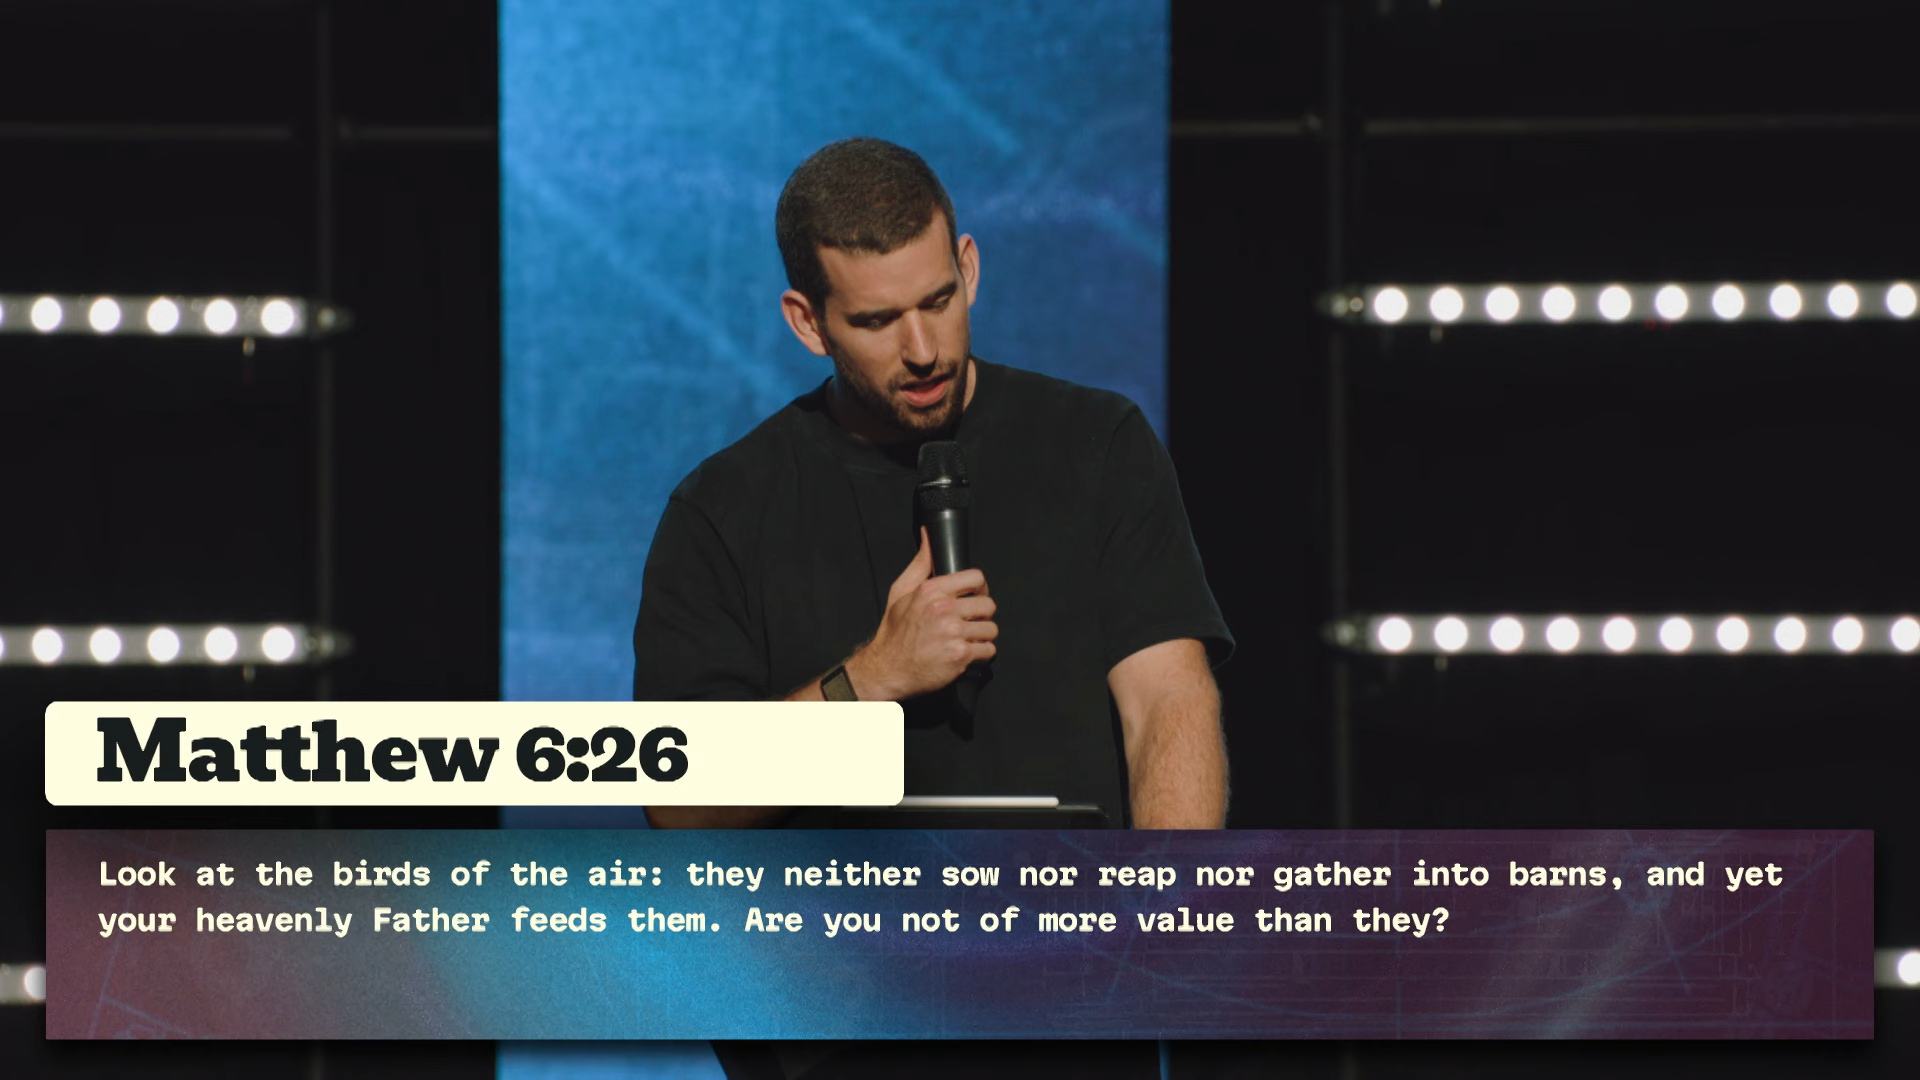 Matthew 6:26
Look at the birds of the air: they neither sow nor reap nor gather into barns, and yet
your heavenly Father feeds them. Are you not of more value than they?